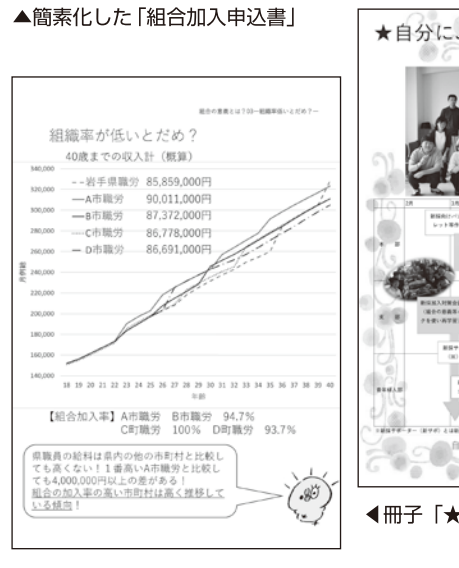 ▲簡素化した「組合加入申込書」
組合の意義とは？03ー組織率低いとだめ？ー
組織率が低いとだめ？
40歳までの収入計（概算）
340,000
320,000
300,000
280,000
260,000
240,000
220,000
200,000
180,000
160,000
140,000
月例給
岩手県職労 85,859,000円
A市職労 90,011,000円
B市職労 87,372,000円
C市職労 86,778,000円
D市職労 86,691,000円
18 19 20 21 22 23 24 25 26 27 28 29 30 31 32 33 34 35 36 37 38 39 40
年齢
【組合加入率】A市職労 B市職労 94.7%
C町職労 100% D町職労 93.7%
県職員の給料は県内の他の市町村と比較し
ても高くない！１番高いA市職労と比較し
ても4,000,000円以上の差がある！
組合の加入率の高い市町村は高く推移して
いる傾向！
★自分に
◀冊子「★